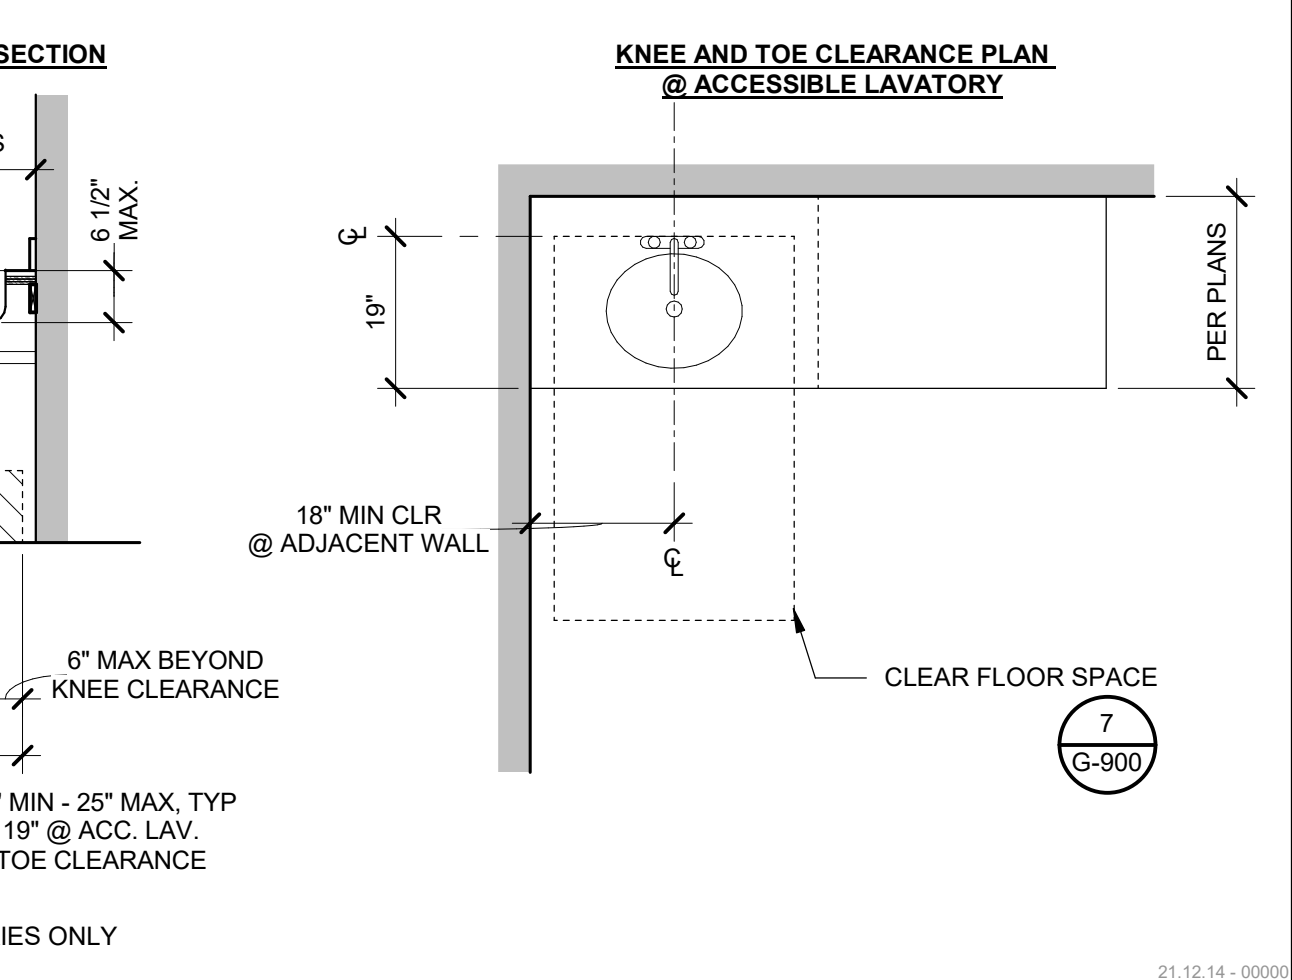 SECTION
KNEE AND TOE CLEARANCE PLAN
@ ACCESSIBLE LAVATORY
S
6 1/2"
MAX.
℄
19"
PER PLANS
18" MIN CLR
@ ADJACENT WALL
℄
6" MAX BEYOND
KNEE CLEARANCE
CLEAR FLOOR SPACE
7
G-900
" MIN - 25" MAX, TYP
19" @ ACC. LAV.
TOE CLEARANCE
IES ONLY
21.12.14 - 00000